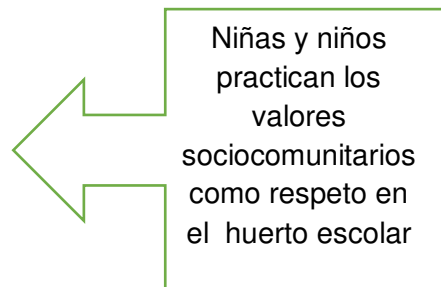 Niñas y niños
practican los
valores
sociocomunitarios
como respeto en
el huerto escolar